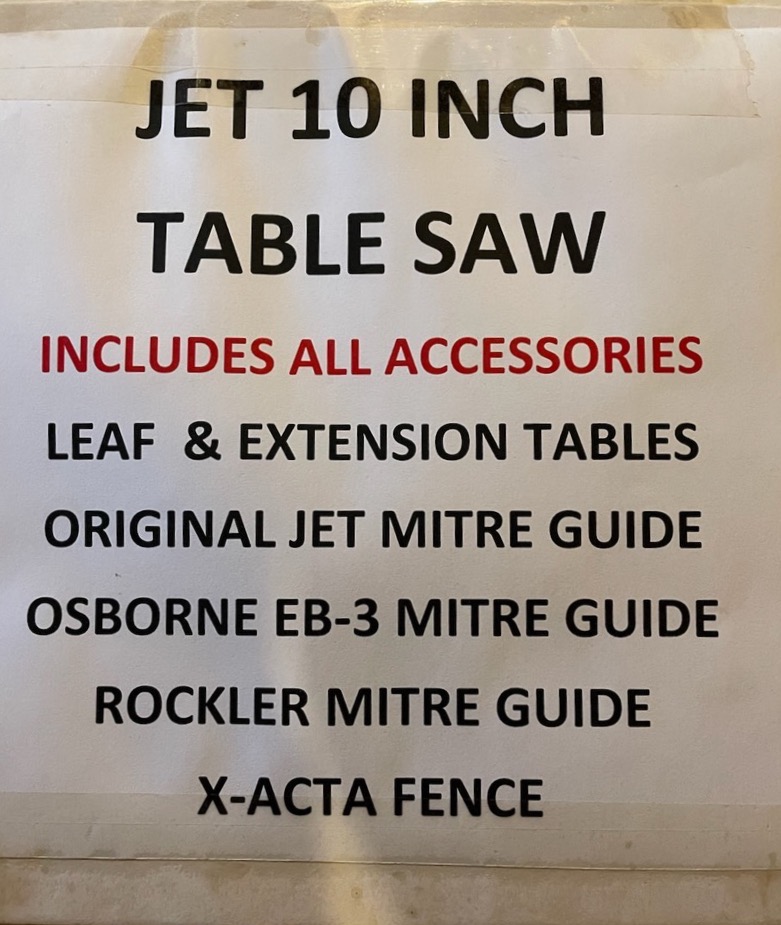 JET 10 INCH
TABLE SAW
INCLUDES ALL ACCESSORIES
LEAF & EXTENSION TABLES
ORIGINAL JET MITRE GUIDE
OSBORNE EB-3 MITRE GUIDE
ROCKLER MITRE GUIDE
X-ACTA FENCE